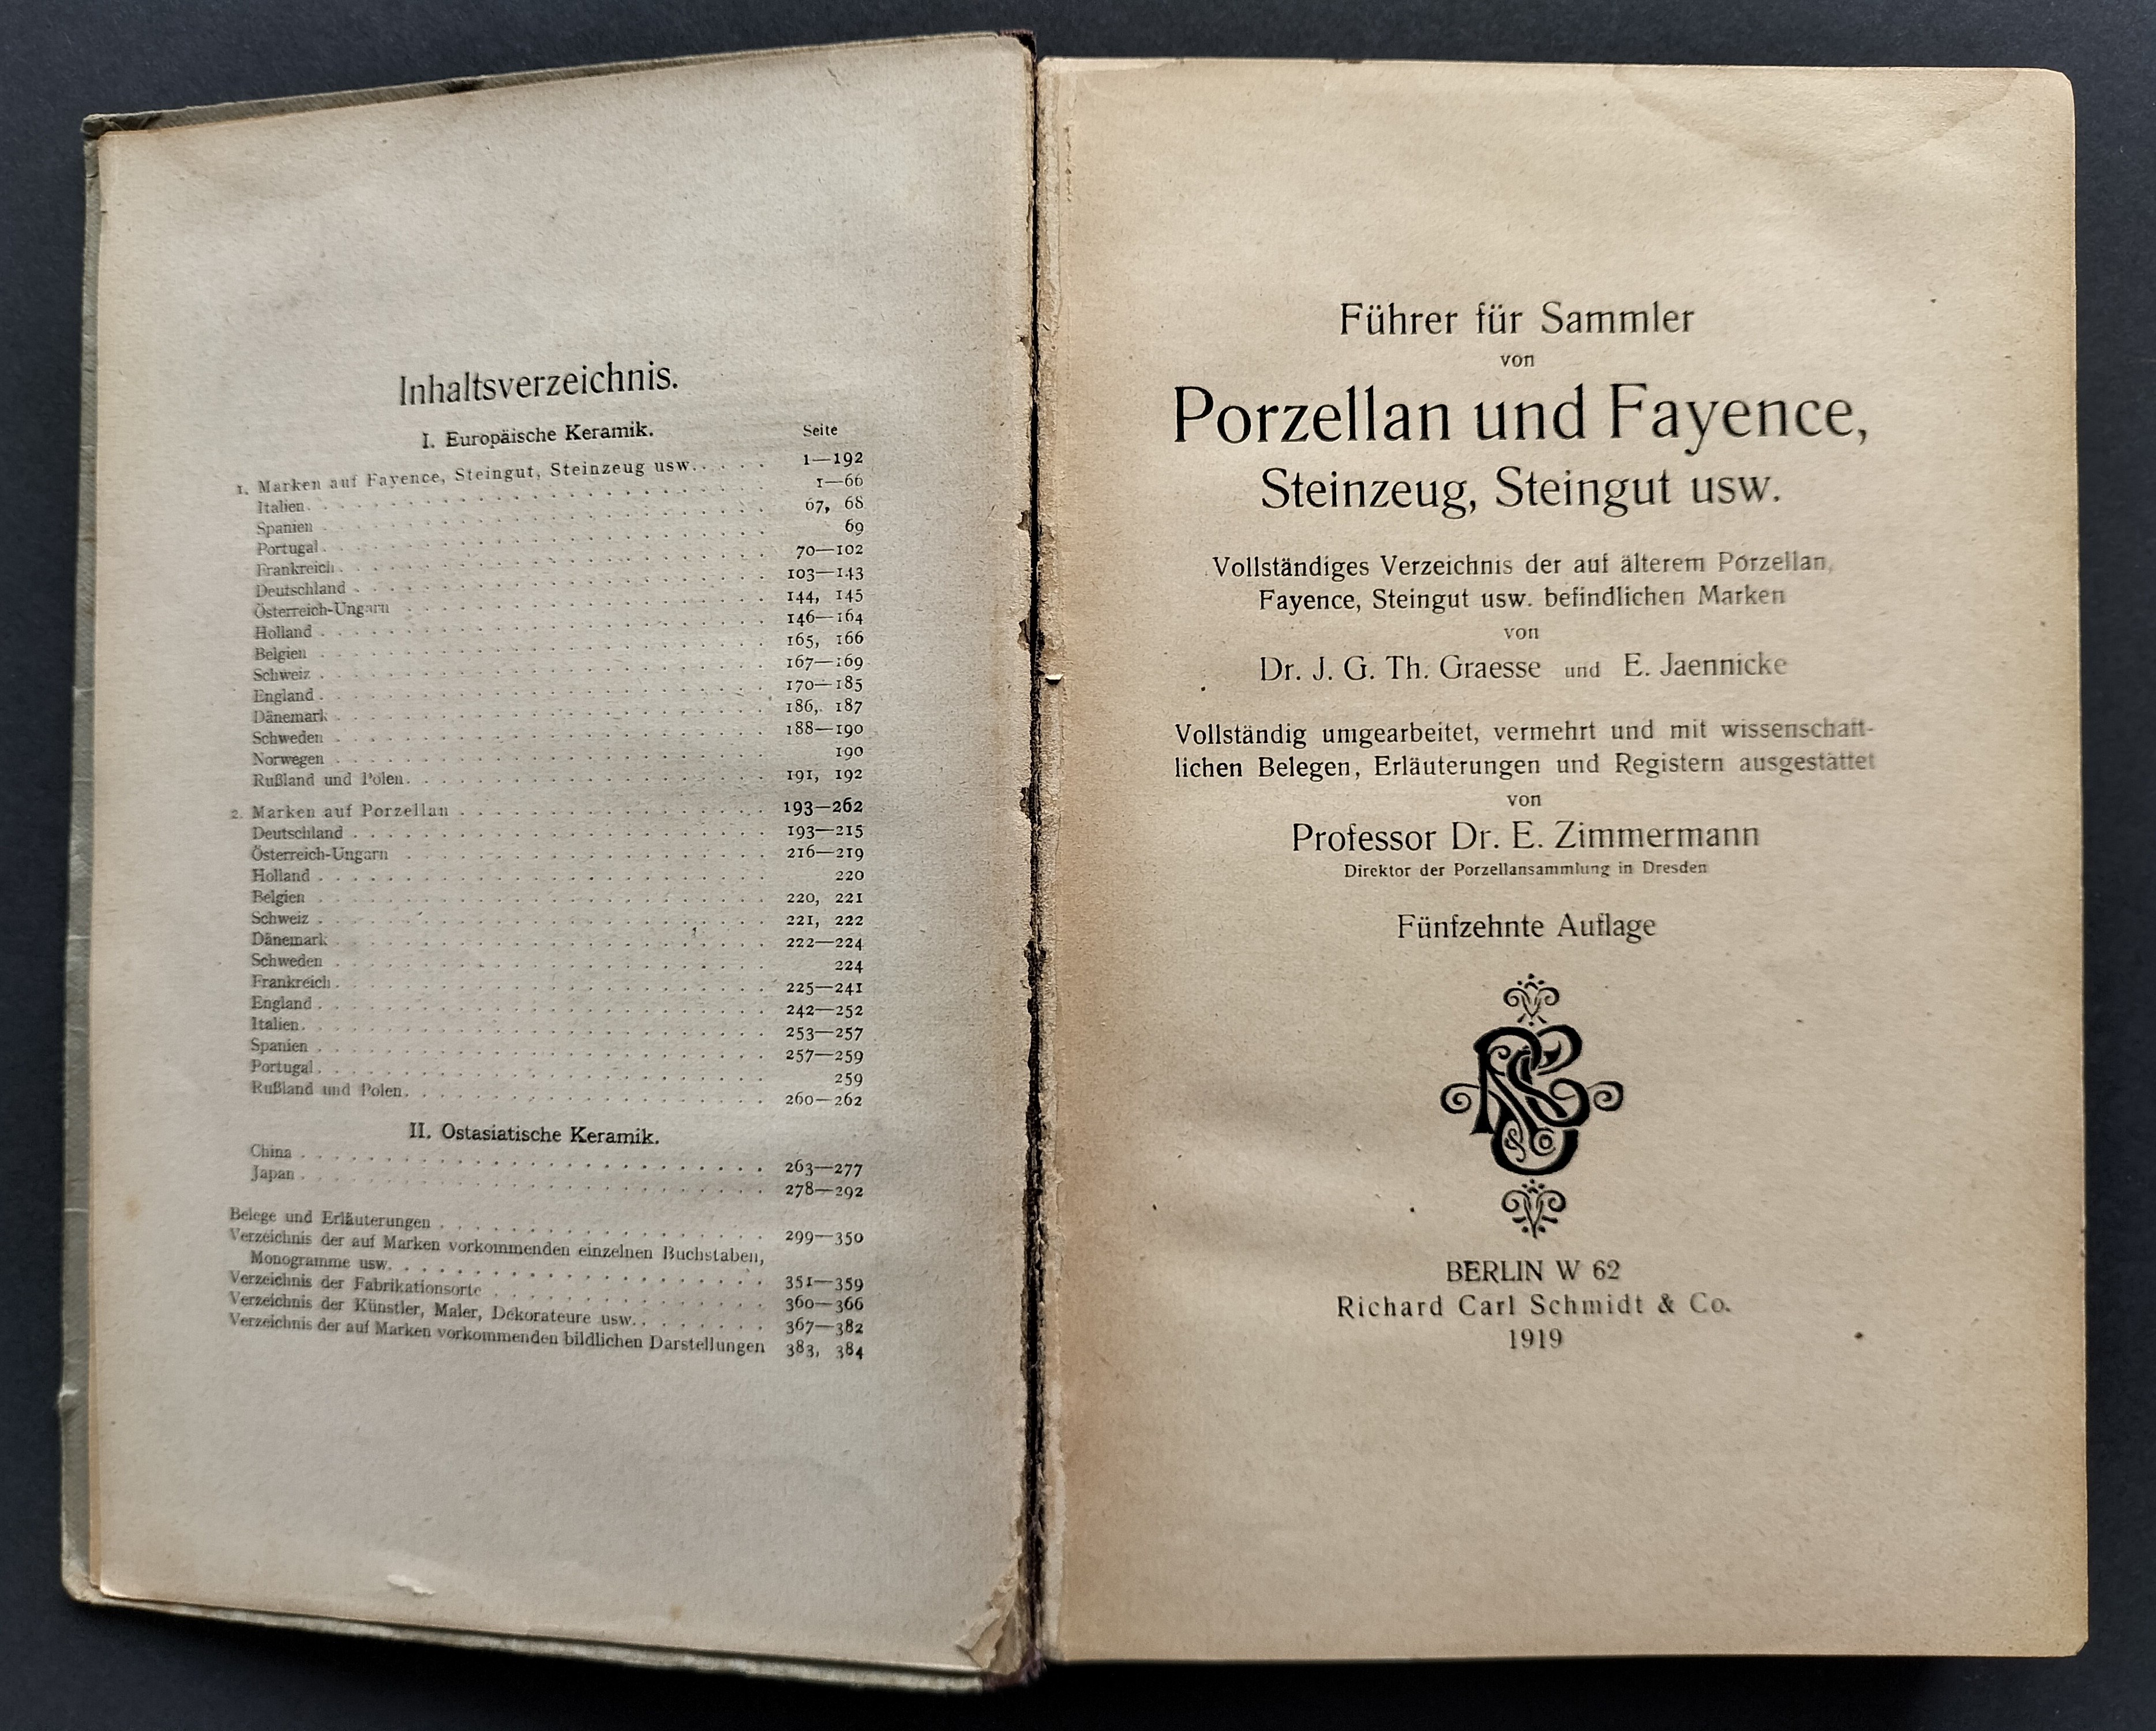 Inhaltsverzeichnis.
I. Europäische Keramik. Seite
1. Marken auf Fayence, Steingut, Steinzeug usw. . . . . 1—192
Italien . . . . 1—66
Spanien . . . . 67, 68
Portugal . . . . 69
Frankreich . . . . 70—102
Deutschland . . . . 103—143
Österreich-Ungarn . . . . 144, 145
Holland . . . . 146—164
Belgien . . . . 165, 166
Schweiz . . . . 167—169
England . . . . 170—185
Dänemark . . . . 186, 187
Schweden . . . . 188—190
Norwegen . . . . 190
Rußland und Polen . . . . 191, 192
2. Marken auf Porzellan . . . . 193—262
Deutschland . . . . 193—215
Österreich-Ungarn . . . . 216—219
Holland . . . . 220
Belgien . . . . 220, 221
Schweiz . . . . 221, 222
Dänemark . . . . 222—224
Schweden . . . . 224
Frankreich . . . . 225—241
England . . . . 242—252
Italien . . . . 253—257
Spanien . . . . 257—259
Portugal . . . . 259
Rußland und Polen . . . . 260—262
II. Ostasiatische Keramik.
China . . . . 263—277
Japan . . . . 278—292
Belege und Erläuterungen . . . . 299—350
Verzeichnis der auf Marken vorkommenden einzelnen Buchstaben,
Monogramme usw. . . . . 351—359
Verzeichnis der Fabrikationsorte . . . . 360—366
Verzeichnis der Künstler, Maler, Dekorateure usw. . . . . 367—382
Verzeichnis der auf Marken vorkommenden bildlichen Darstellungen 383, 384
Führer für Sammler
von
Porzellan und Fayence,
Steinzeug, Steingut usw.
Vollständiges Verzeichnis der auf älterem Porzellan,
Fayence, Steingut usw. befindlichen Marken
von
Dr. J. G. Th. Graesse und E. Jaennicke
Vollständig umgearbeitet, vermehrt und mit wissenschaft-
lichen Belegen, Erläuterungen und Registern ausgestattet
von
Professor Dr. E. Zimmermann
Direktor der Porzellansammlung in Dresden
Fünfzehnte Auflage
RCS & Co
BERLIN W 62
Richard Carl Schmidt & Co.
1919